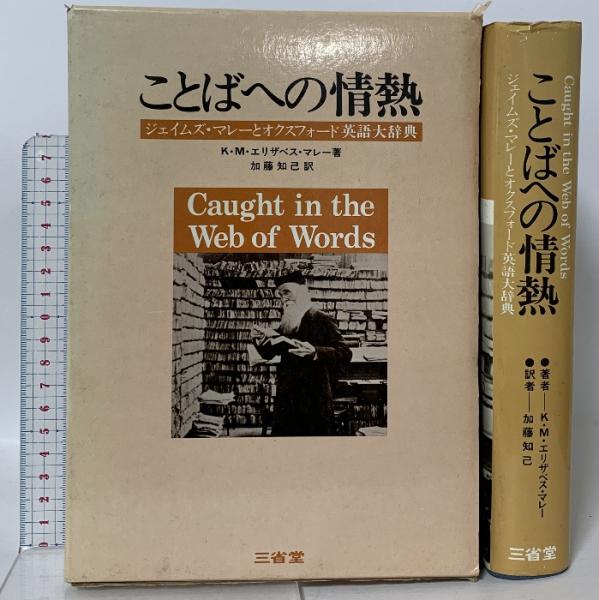 ことばへの情熱
ジェイムズ・マレーとオクスフォード英語大辞典
K・M・エリザベス・マレー著
加藤知己訳
Caught in the
Web of Words
三省堂
Caught in the Web of Words
ことばへの情熱
ジェイムズ・マレーとオクスフォード英語大辞典
●著者――K・M・エリザベス・マレー
●訳者――加藤知己
三省堂